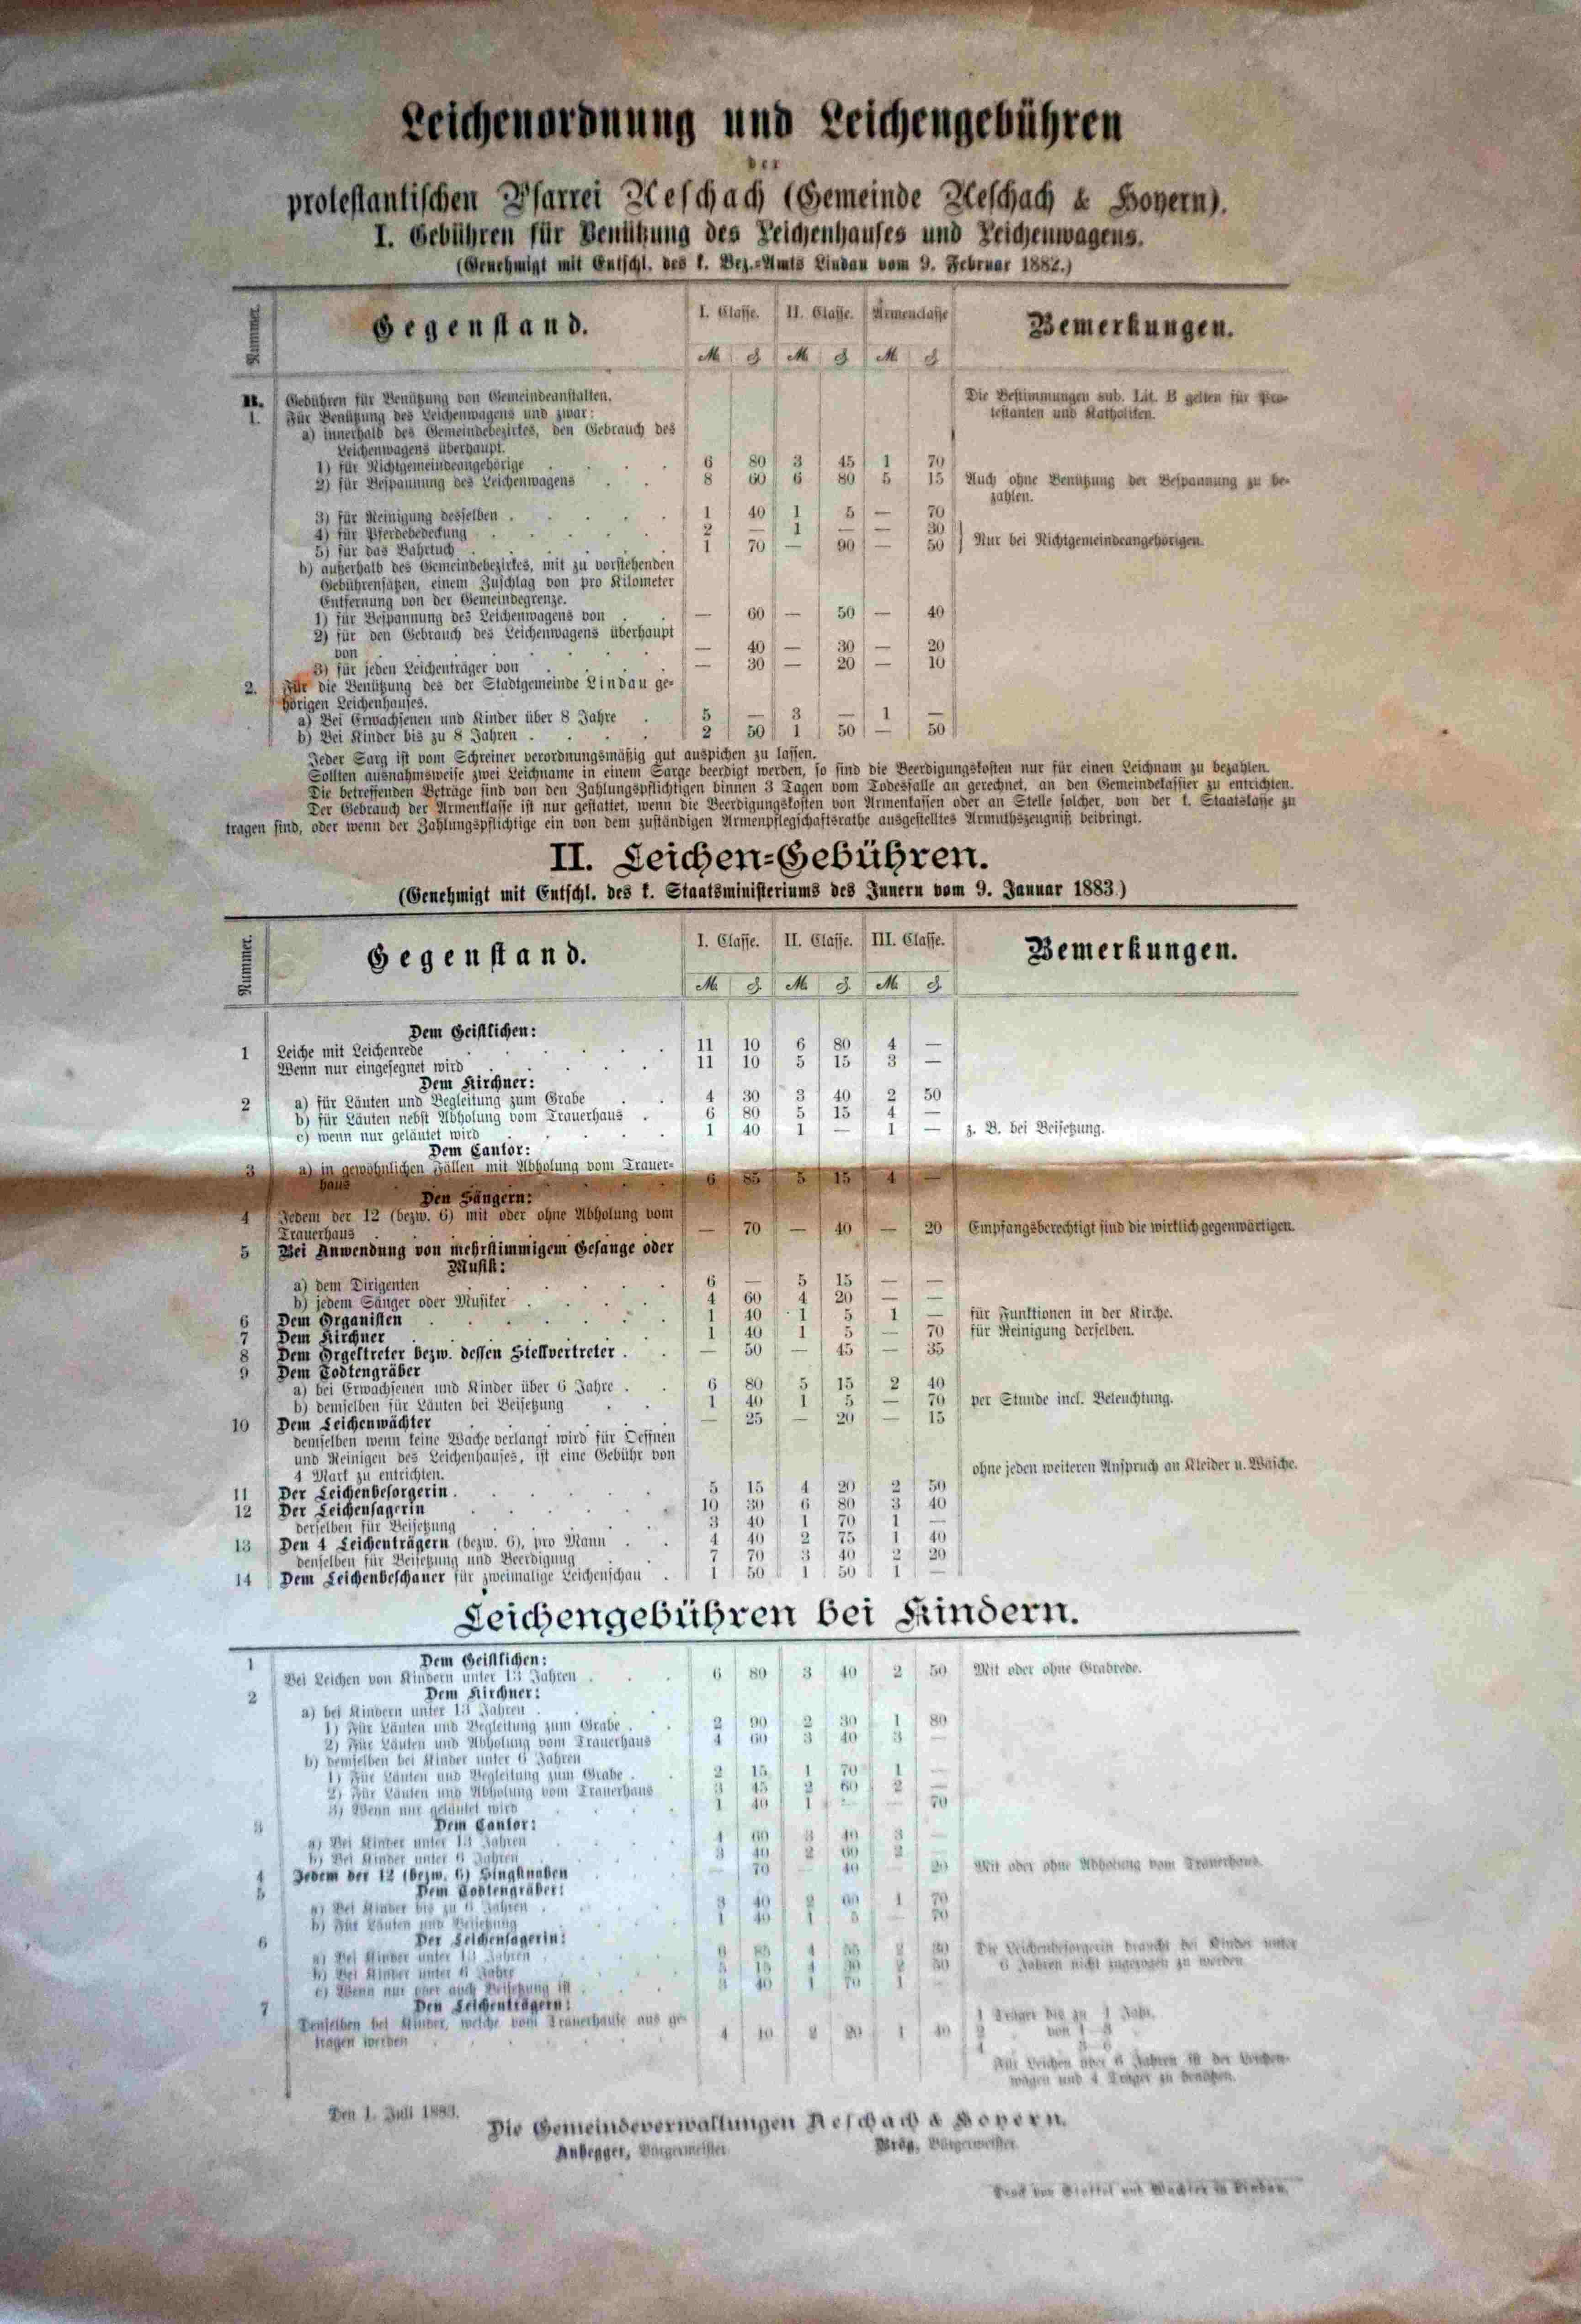 Leichenordnung und Leichengebühren
der
protestantischen Pfarrei Aeschach (Gemeinde Aeschach & Hoyern).
I. Gebühren für Benützung des Leichenhauses und Leichenwagens.
(Genehmigt mit Entschl. des k. Bez.-Amts Lindau vom 9. Februar 1882.)
Nummer. Gegenstand. I. Classe. II. Classe. Armenclasse Bemerkungen.
M. ₰ M. ₰ M. ₰
B. Gebühren für Benützung von Gemeindeanstalten. Die Bestimmungen sub. Lit. B gelten für Pro-
1. Für Benützung des Leichenwagens und zwar: testanten und Katholiken.
a) innerhalb des Gemeindebezirkes, den Gebrauch des
Leichenwagens überhaupt.
1) für Nichtgemeindeangehörige 6 80 3 45 1 70
2) für Bespannung des Leichenwagens 8 60 6 80 5 15 Auch ohne Benützung der Bespannung zu be-
zahlen.
3) für Reinigung desselben 1 40 1 5 — 70
4) für Pferdebedeckung 2 — 1 — — 30
5) für das Bahrtuch 1 70 — 90 — 50 } Nur bei Nichtgemeindeangehörigen.
b) außerhalb des Gemeindebezirkes, mit zu vorstehenden
Gebührensätzen, einem Zuschlag von pro Kilometer
Entfernung von der Gemeindegrenze.
1) für Bespannung des Leichenwagens von — 60 — 50 — 40
2) für den Gebrauch des Leichenwagens überhaupt
von — 40 — 30 — 20
3) für jeden Leichenträger von — 30 — 20 — 10
2. Für die Benützung des der Stadtgemeinde Lindau ge-
hörigen Leichenhauses.
a) Bei Erwachsenen und Kinder über 8 Jahre 5 — 3 — 1 —
b) Bei Kinder bis zu 8 Jahren 2 50 1 50 — 50
Jeder Sarg ist vom Schreiner verordnungsmäßig gut auspichen zu lassen.
Sollten ausnahmsweise zwei Leichname in einem Sarge beerdigt werden, so sind die Beerdigungskosten nur für einen Leichnam zu bezahlen.
Die betreffenden Beträge sind von den Zahlungspflichtigen binnen 3 Tagen vom Todesfalle an gerechnet, an den Gemeindekassier zu entrichten.
Der Gebrauch der Armenklasse ist nur gestattet, wenn die Beerdigungskosten von Armenkassen oder an Stelle solcher, von der k. Staatskasse zu
tragen sind, oder wenn der Zahlungspflichtige ein von dem zuständigen Armenpflegschaftsrathe ausgestelltes Armuthszeugniß beibringt.
II. Leichen-Gebühren.
(Genehmigt mit Entschl. des k. Staatsministeriums des Innern vom 9. Januar 1883.)
Nummer. Gegenstand. I. Classe. II. Classe. III. Classe. Bemerkungen.
M. ₰ M. ₰ M. ₰
Dem Geistlichen:
1 Leiche mit Leichenrede 11 10 6 80 4 —
Wenn nur eingesegnet wird 11 10 5 15 3 —
Dem Kirchner:
2 a) für Läuten und Begleitung zum Grabe 4 30 3 40 2 50
b) für Läuten nebst Abholung vom Trauerhaus 6 80 5 15 4 —
c) wenn nur geläutet wird 1 40 1 — 1 — z. B. bei Beisetzung.
Dem Cantor:
3 a) in gewöhnlichen Fällen mit Abholung vom Trauer-
haus 6 85 5 15 4 —
Den Sängern:
4 Jedem der 12 (bezw. 6) mit oder ohne Abholung vom
Trauerhaus — 70 — 40 — 20 Empfangsberechtigt sind die wirklich gegenwärtigen.
5 Bei Anwendung von mehrstimmigem Gesange oder
Musik:
a) dem Dirigenten 6 — 5 15 — —
b) jedem Sänger oder Musiker 4 60 4 20 — —
6 Dem Organisten 1 40 1 5 1 — für Funktionen in der Kirche.
7 Dem Kirchner 1 40 1 5 — 70 für Reinigung derselben.
8 Dem Orgeltreter bezw. dessen Stellvertreter — 50 — 45 — 35
9 Dem Todtengräber
a) bei Erwachsenen und Kinder über 6 Jahre 6 80 5 15 2 40
b) demselben für Läuten bei Beisetzung 1 40 1 5 — 70 per Stunde incl. Beleuchtung.
10 Dem Leichenwächter — 25 — 20 — 15
demselben wenn keine Wache verlangt wird für Oeffnen
und Reinigen des Leichenhauses, ist eine Gebühr von
4 Mark zu entrichten. ohne jeden weiteren Anspruch an Kleider u. Wäsche.
11 Der Leichenbesorgerin 5 15 4 20 2 50
12 Der Leichensagerin 10 30 6 80 3 40
derselben für Beisetzung 3 40 1 70 1 —
13 Den 4 Leichenträgern (bezw. 6), pro Mann 4 40 2 75 1 40
denselben für Beisetzung und Beerdigung 7 70 3 40 2 20
14 Dem Leichenbeschauer für zweimalige Leichenschau 1 50 1 50 1 —
Leichengebühren bei Kindern.
1 Dem Geistlichen:
Bei Leichen von Kindern unter 13 Jahren 6 80 3 40 2 50 Mit oder ohne Grabrede.
2 Dem Kirchner:
a) bei Kindern unter 13 Jahren
1) Für Läuten und Begleitung zum Grabe 2 90 2 30 1 80
2) Für Läuten und Abholung vom Trauerhaus 4 60 3 40 3 —
b) demselben bei Kinder unter 6 Jahren
1) Für Läuten und Begleitung zum Grabe 2 15 1 70 1 —
2) Für Läuten und Abholung vom Trauerhaus 3 45 2 60 2 —
3) Wenn nur geläutet wird 1 40 1 — — 70
3 Dem Cantor:
a) Bei Kinder unter 13 Jahren 4 60 3 40 3 —
b) Bei Kinder unter 6 Jahren 3 40 2 60 2 —
4 Jedem der 12 (bezw. 6) Singknaben — 70 — 40 — 20 Mit oder ohne Abholung vom Trauerhaus.
5 Dem Todtengräber:
a) Bei Kinder bis zu 6 Jahren 3 40 2 60 1 70
b) Für Läuten und Beisetzung 1 40 1 5 — 70
6 Der Leichensagerin:
a) Bei Kinder unter 13 Jahren 6 85 4 Die Leichenbesorgerin braucht bei Kinder unter
b) Bei Kinder unter 6 Jahre 5 15 4 6 Jahren nicht zugezogen zu werden.
c) Wenn nur oder auch Beisetzung ist 3 40 1 70 1 —
7 Den Leichenträgern:
Denselben bei Kinder, welche vom Trauerhause aus ge-
tragen werden 4 10 2 20 1 40
1 Träger bis zu 1 Jahr.
2 von 1–3
4 3–6
Für Leichen über 6 Jahren ist der Leichen-
wagen und 4 Träger zu benützen.
Den 1. Juli 1883.
Die Gemeindeverwaltungen Aeschach & Hoyern.
Bürgermeister. Bürgermeister.
Druck von Stoffel und Wachter in Lindau.